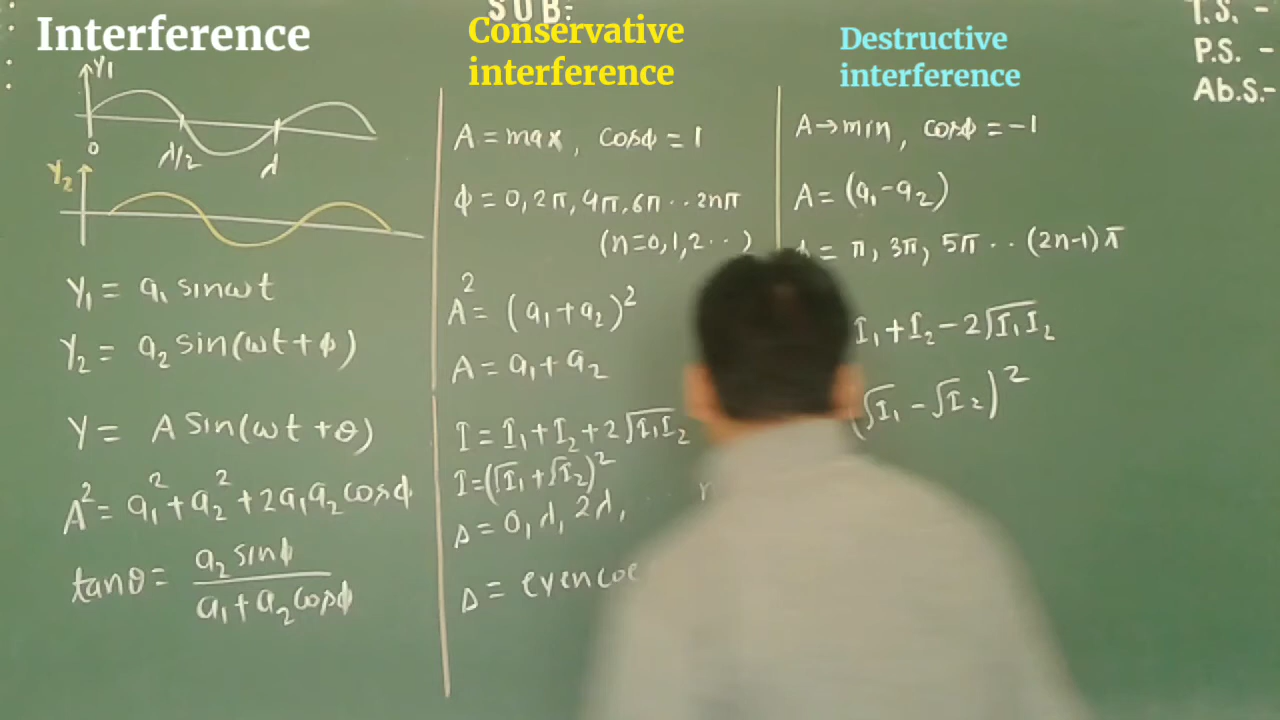 SUB:
T.S. -
P.S. -
Ab.S.-
Interference
Y₁
0 λ/2 λ
Y₂
Y₁ = a₁ sinωt
Y₂ = a₂ sin(ωt+ϕ)
Y = A Sin(ωt+θ)
A² = a₁² + a₂² + 2a₁a₂ cosϕ
tanθ = a₂ sinϕ / a₁ + a₂ cosϕ
Conservative
interference
A = max, cosϕ = 1
ϕ = 0, 2π, 4π, 6π .. 2nπ
(n=0,1,2..)
A² = (a₁+a₂)²
A = a₁+a₂
I = I₁+I₂+2√I₁I₂
I = (√I₁+√I₂)²
Δ = 0, λ, 2λ, ...
Δ =
Destructive
interference
A→min, cosϕ = -1
A = (a₁-a₂)
= π, 3π, 5π .. (2n-1)π
I₁+I₂-2√I₁I₂
(√I₁-√I₂)²